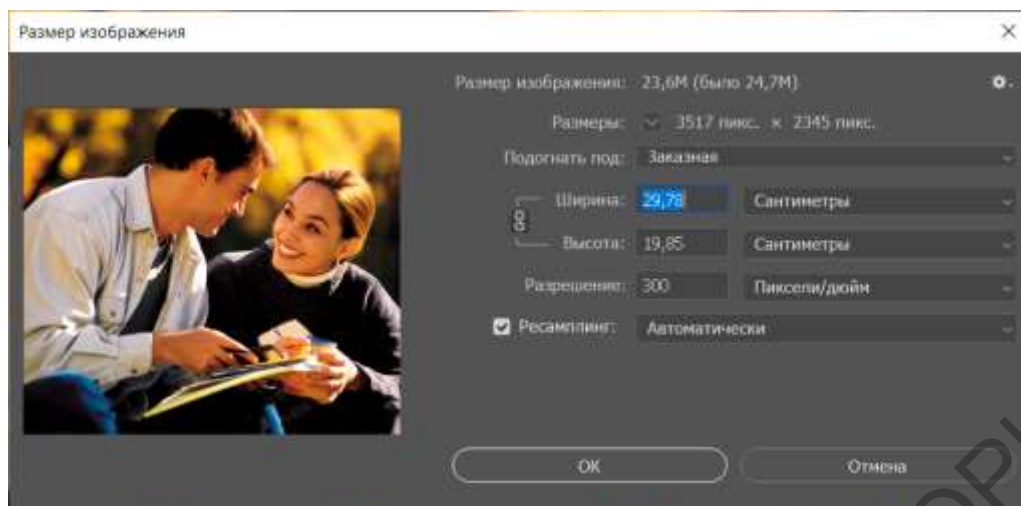 Размер изображения
Размер изображения: 23,6M (было 24,7M)
Размеры: 3517 пикс. × 2345 пикс.
Подогнать под: Заказная
Ширина: 29,78 Сантиметры
Высота: 19,85 Сантиметры
Разрешение: 300 Пиксели/дюйм
Ресамплинг: Автоматически
ОК Отмена